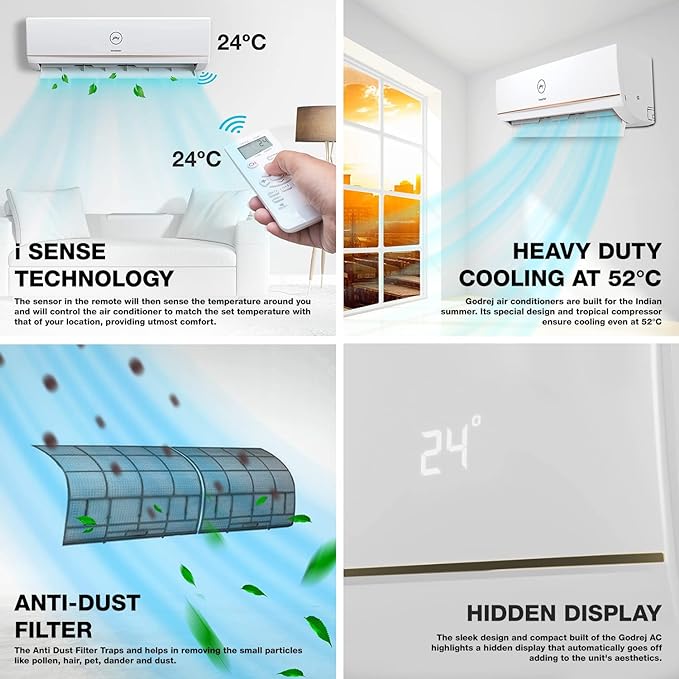 24°C
24°C
24
i SENSE
TECHNOLOGY
The sensor in the remote will then sense the temperature around you
and will control the air conditioner to match the set temperature with
that of your location, providing utmost comfort.
HEAVY DUTY
COOLING AT 52°C
Godrej air conditioners are built for the Indian
summer. Its special design and tropical compressor
ensure cooling even at 52°C
ANTI-DUST
FILTER
The Anti Dust Filter Traps and helps in removing the small particles
like pollen, hair, pet, dander and dust.
24°
HIDDEN DISPLAY
The sleek design and compact built of the Godrej AC
highlights a hidden display that automatically goes off
adding to the unit's aesthetics.